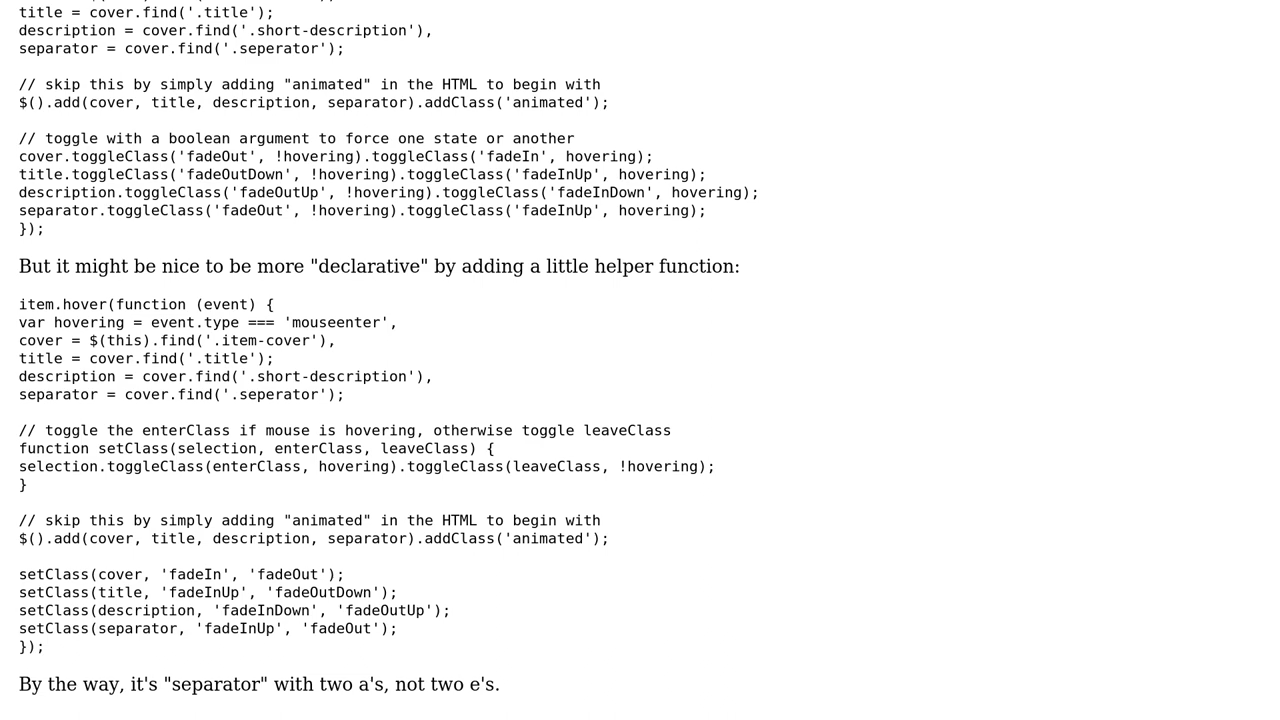 title = cover.find('.title');
description = cover.find('.short-description'),
separator = cover.find('.seperator');
// skip this by simply adding "animated" in the HTML to begin with
$().add(cover, title, description, separator).addClass('animated');
// toggle with a boolean argument to force one state or another
cover.toggleClass('fadeOut', !hovering).toggleClass('fadeIn', hovering);
title.toggleClass('fadeOutDown', !hovering).toggleClass('fadeInUp', hovering);
description.toggleClass('fadeOutUp', !hovering).toggleClass('fadeInDown', hovering);
separator.toggleClass('fadeOut', !hovering).toggleClass('fadeInUp', hovering);
});
But it might be nice to be more "declarative" by adding a little helper function:
item.hover(function (event) {
var hovering = event.type === 'mouseenter',
cover = $(this).find('.item-cover'),
title = cover.find('.title');
description = cover.find('.short-description'),
separator = cover.find('.seperator');
// toggle the enterClass if mouse is hovering, otherwise toggle leaveClass
function setClass(selection, enterClass, leaveClass) {
selection.toggleClass(enterClass, hovering).toggleClass(leaveClass, !hovering);
}
// skip this by simply adding "animated" in the HTML to begin with
$().add(cover, title, description, separator).addClass('animated');
setClass(cover, 'fadeIn', 'fadeOut');
setClass(title, 'fadeInUp', 'fadeOutDown');
setClass(description, 'fadeInDown', 'fadeOutUp');
setClass(separator, 'fadeInUp', 'fadeOut');
});
By the way, it's "separator" with two a's, not two e's.